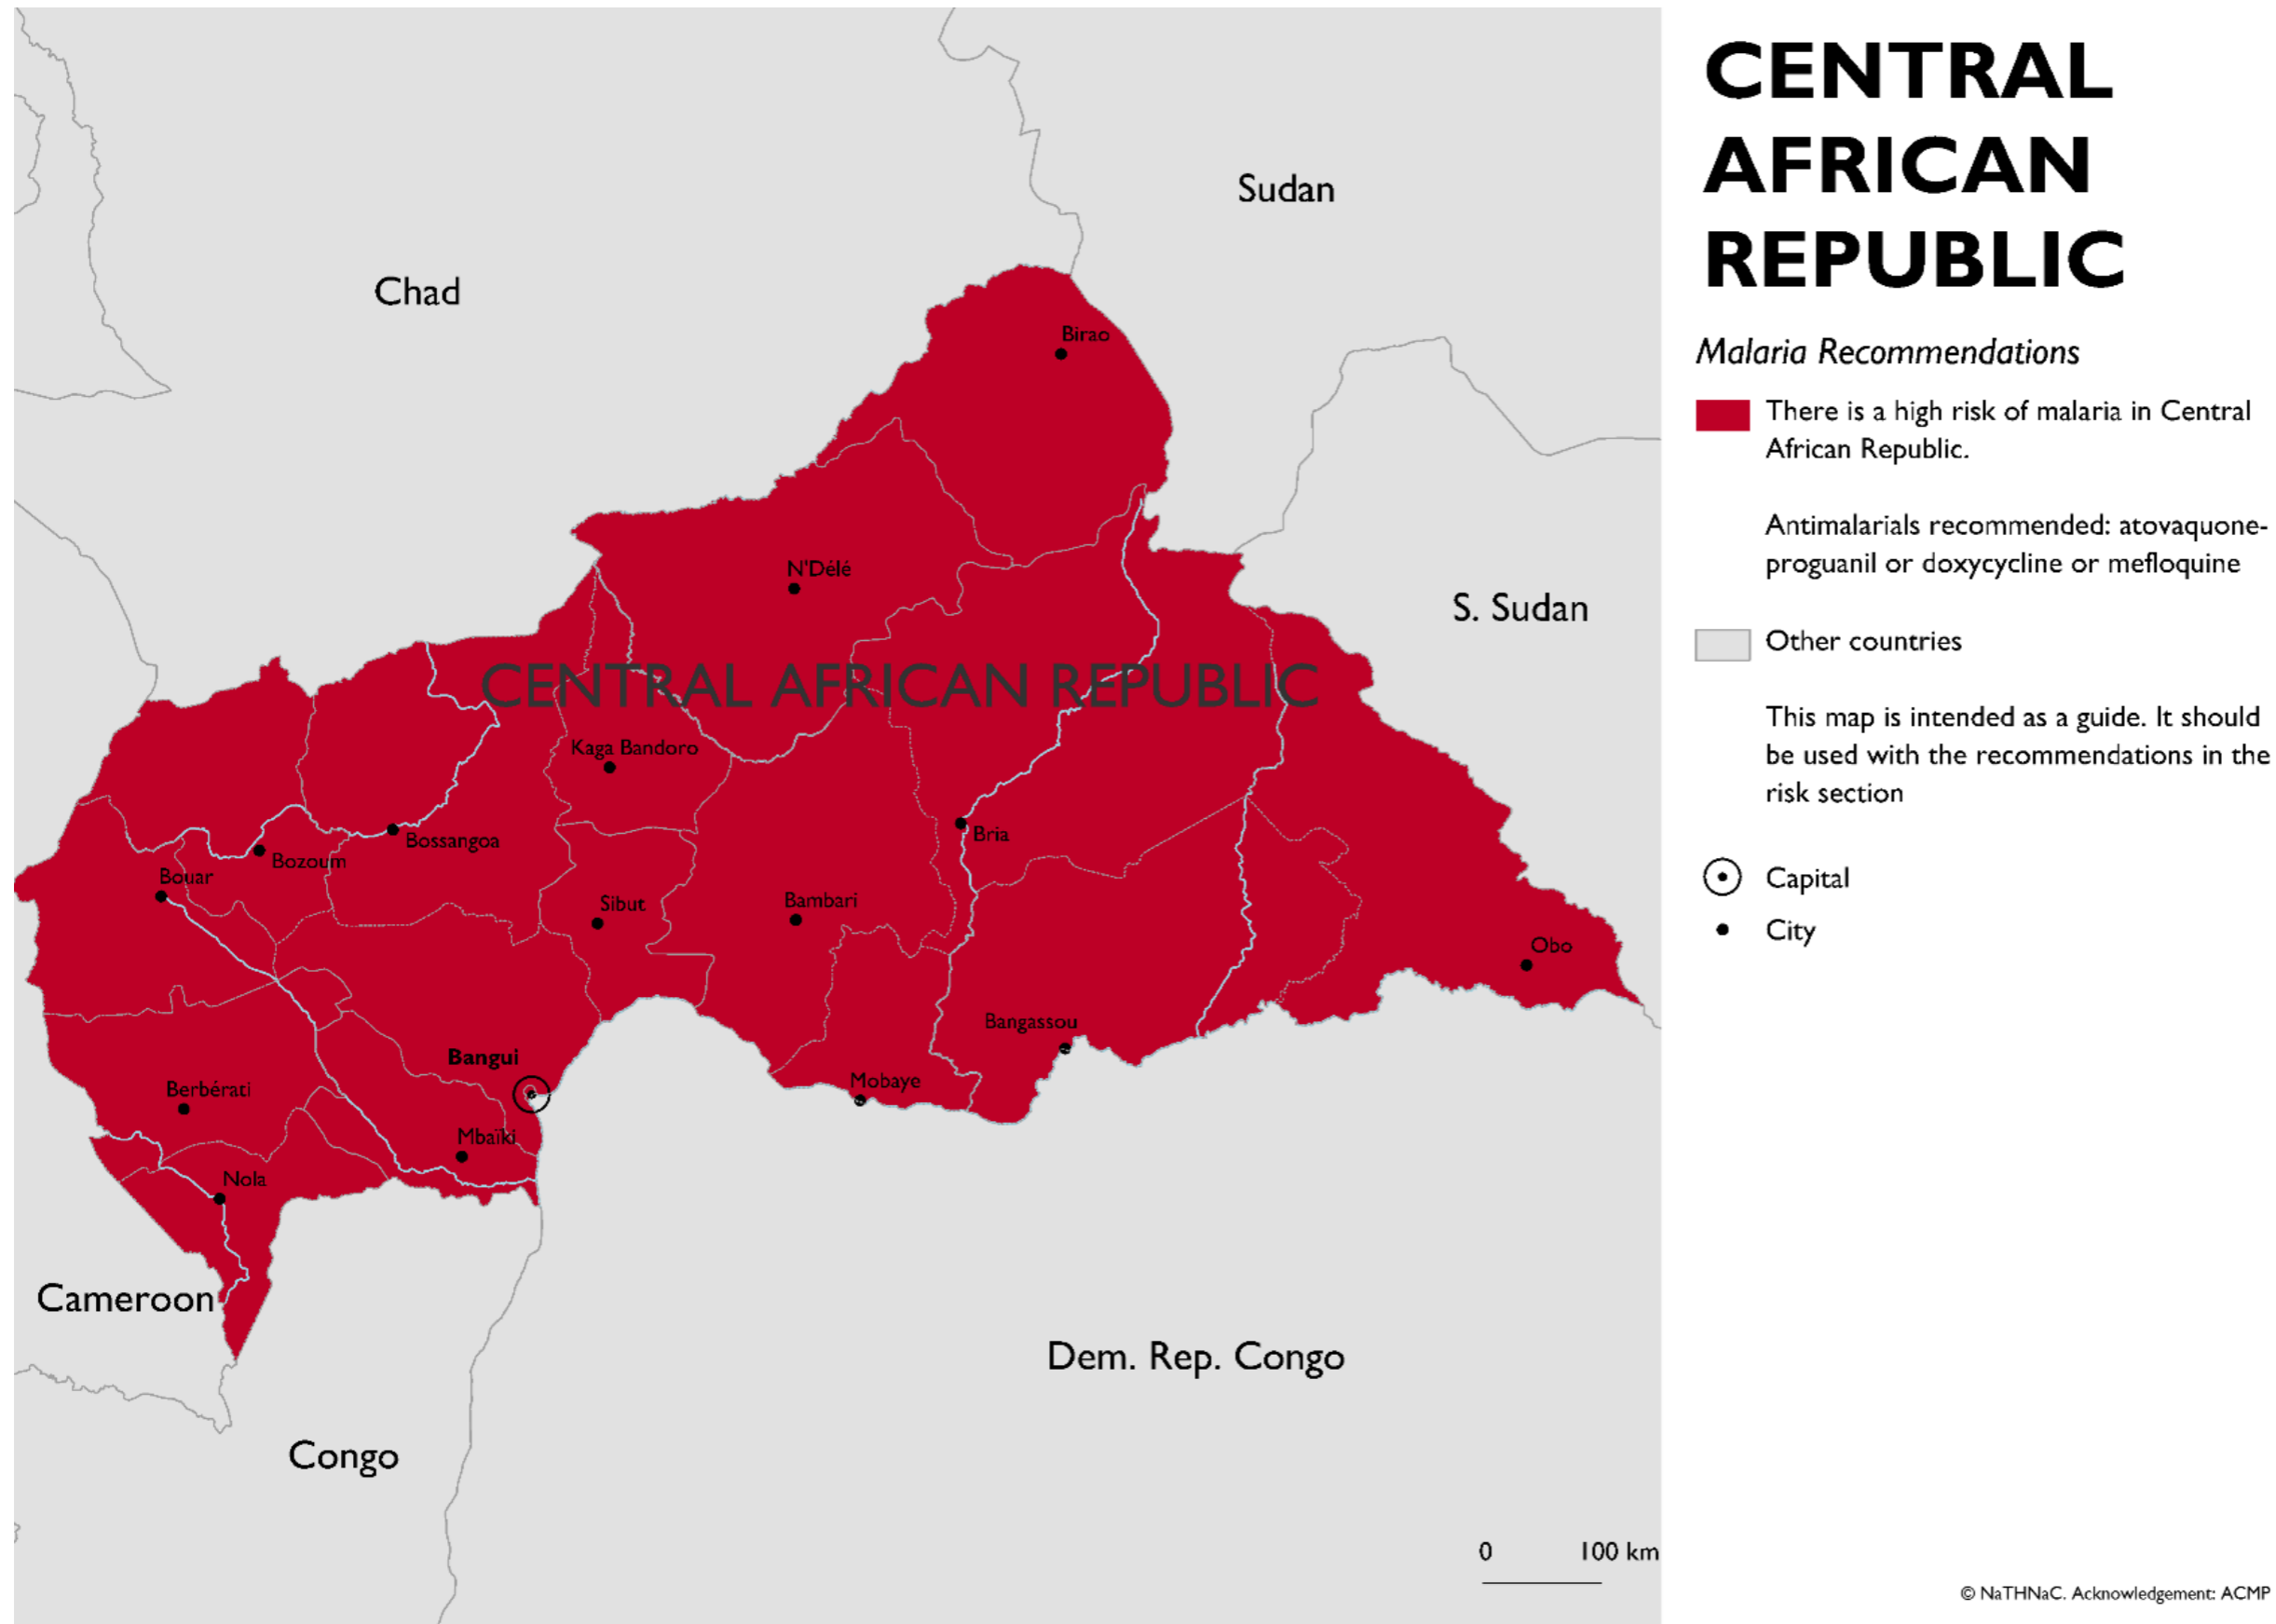 CENTRAL
AFRICAN
REPUBLIC
Malaria Recommendations
There is a high risk of malaria in Central
African Republic.
Antimalarials recommended: atovaquone-
proguanil or doxycycline or mefloquine
Other countries
This map is intended as a guide. It should
be used with the recommendations in the
risk section
Capital
City
Sudan
Chad
Birao
N'Délé
S. Sudan
CENTRAL AFRICAN REPUBLIC
Kaga Bandoro
Bria
Bossangoa
Bozoum
Bouar
Sibut
Bambari
Obo
Bangassou
Bangui
Mobaye
Berbérati
Mbaïki
Nola
Cameroon
Dem. Rep. Congo
Congo
0 100 km
© NaTHNaC. Acknowledgement: ACMP